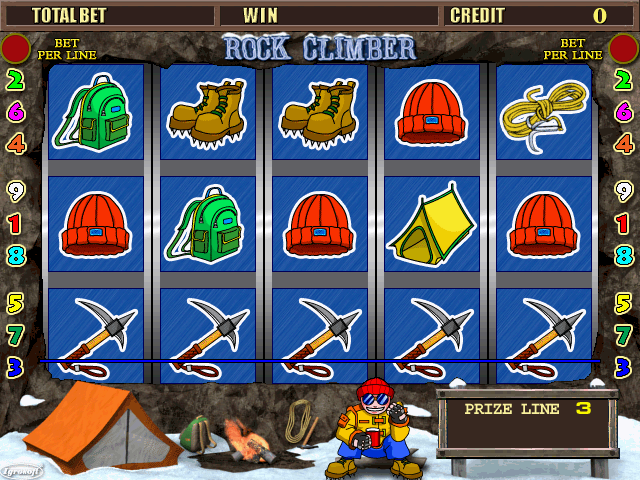 TOTAL BET WIN CREDIT 0
ROCK CLIMBER
BET PER LINE
BET PER LINE
2 2
6 6
4 4
9 9
1 1
8 8
5 5
7 7
3 3
PRIZE LINE 3
Igrosoft